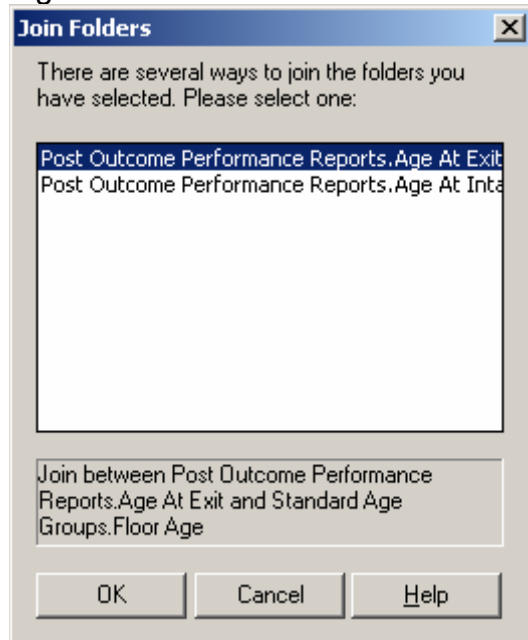 Join Folders
There are several ways to join the folders you
have selected. Please select one:
Post Outcome Performance Reports.Age At Exit
Post Outcome Performance Reports.Age At Inta
Join between Post Outcome Performance
Reports.Age At Exit and Standard Age
Groups.Floor Age
OK Cancel Help